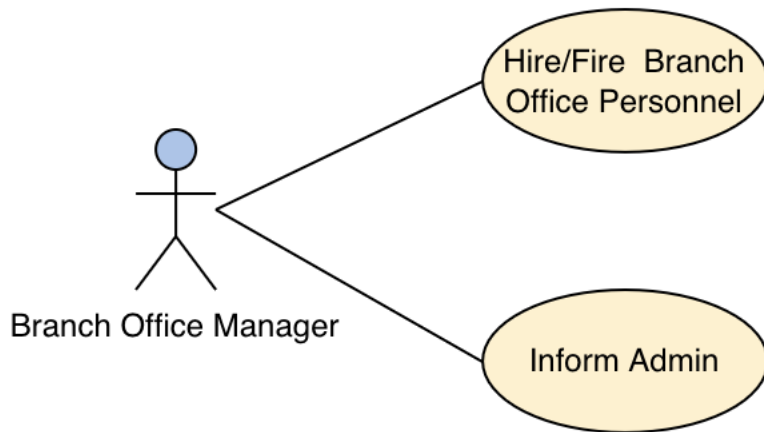 Hire/Fire  Branch
Office Personnel
Branch Office Manager
Inform Admin